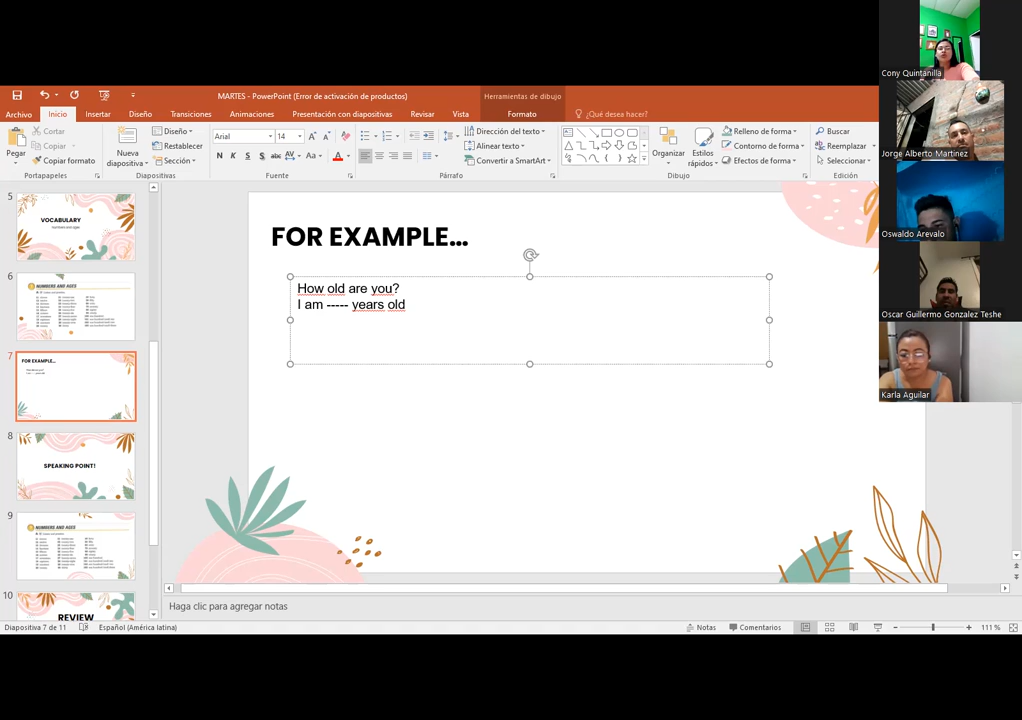 MARTES - PowerPoint (Error de activación de productos)
Herramientas de dibujo
Archivo
Inicio
Insertar
Diseño
Transiciones
Animaciones
Presentación con diapositivas
Revisar
Vista
Formato
¿Qué desea hacer?
Pegar
Cortar
Copiar
Copiar formato
Portapapeles
Nueva diapositiva
Diseño
Restablecer
Sección
Diapositivas
Arial
14
N K S S abc AV Aa A
Fuente
Dirección del texto
Alinear texto
Convertir a SmartArt
Párrafo
Organizar
Estilos rápidos
Relleno de forma
Contorno de forma
Efectos de forma
Dibujo
Buscar
Reemplazar
Seleccionar
Edición
5
VOCABULARY
6
NUMBERS AND AGES
7
FOR EXAMPLE...
8
SPEAKING POINT!
9
NUMBERS AND AGES
10
REVIEW
FOR EXAMPLE...
How old are you?
I am ----- years old
Haga clic para agregar notas
Diapositiva 7 de 11
Español (América latina)
Notas
Comentarios
111 %
Cony Quintanilla
Jorge Alberto Martinez
Oswaldo Arevalo
Oscar Guillermo Gonzalez Teshe
Karla Aguilar